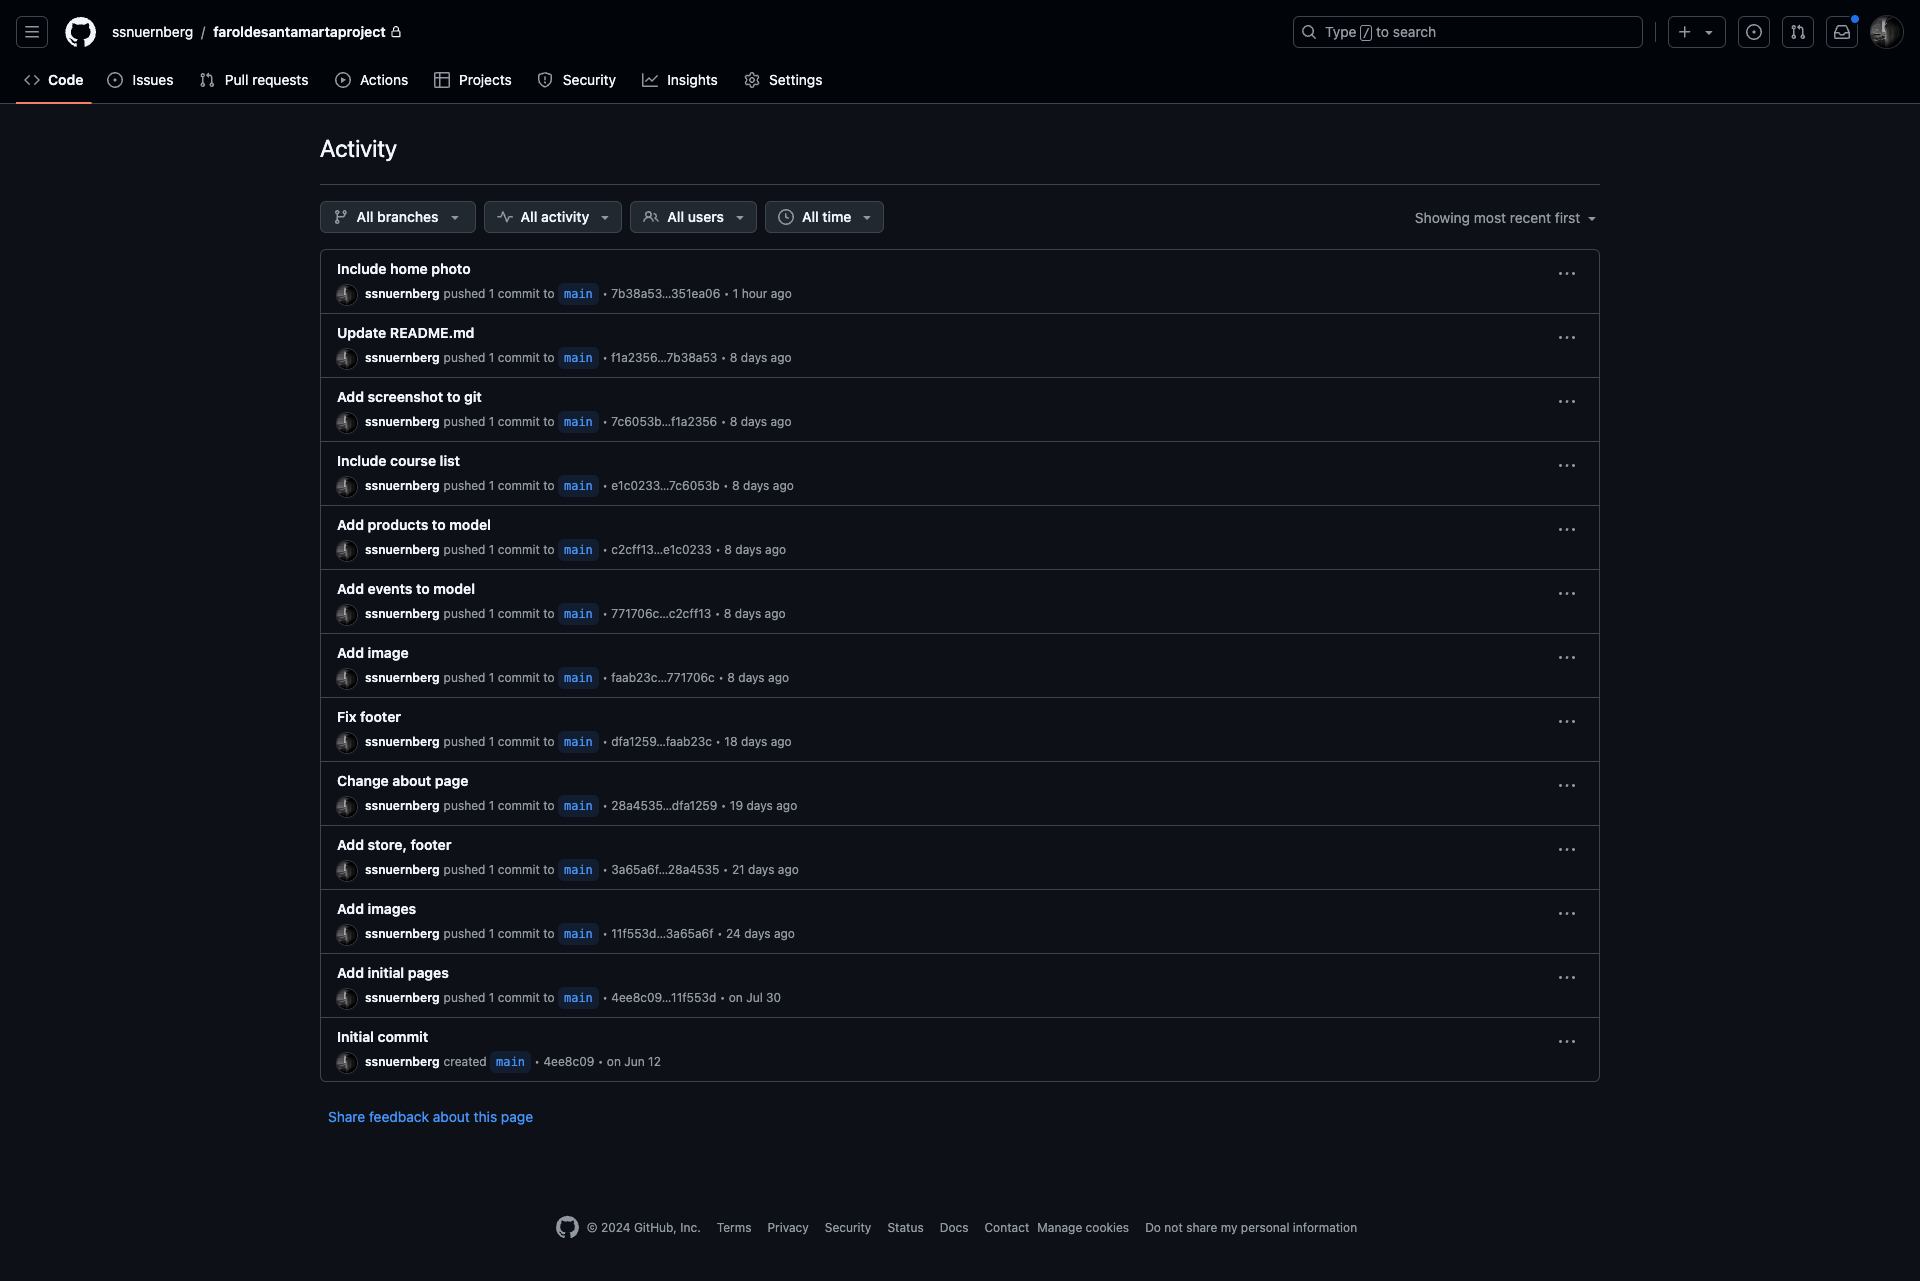 ssnuernberg / faroldesantamartaproject
Type / to search
Code Issues Pull requests Actions Projects Security Insights Settings
Activity
All branches All activity All users All time
Showing most recent first
Include home photo
ssnuernberg pushed 1 commit to main • 7b38a53...351ea06 • 1 hour ago
Update README.md
ssnuernberg pushed 1 commit to main • f1a2356...7b38a53 • 8 days ago
Add screenshot to git
ssnuernberg pushed 1 commit to main • 7c6053b...f1a2356 • 8 days ago
Include course list
ssnuernberg pushed 1 commit to main • e1c0233...7c6053b • 8 days ago
Add products to model
ssnuernberg pushed 1 commit to main • c2cff13...e1c0233 • 8 days ago
Add events to model
ssnuernberg pushed 1 commit to main • 771706c...c2cff13 • 8 days ago
Add image
ssnuernberg pushed 1 commit to main • faab23c...771706c • 8 days ago
Fix footer
ssnuernberg pushed 1 commit to main • dfa1259...faab23c • 18 days ago
Change about page
ssnuernberg pushed 1 commit to main • 28a4535...dfa1259 • 19 days ago
Add store, footer
ssnuernberg pushed 1 commit to main • 3a65a6f...28a4535 • 21 days ago
Add images
ssnuernberg pushed 1 commit to main • 11f553d...3a65a6f • 24 days ago
Add initial pages
ssnuernberg pushed 1 commit to main • 4ee8c09...11f553d • on Jul 30
Initial commit
ssnuernberg created main • 4ee8c09 • on Jun 12
Share feedback about this page
© 2024 GitHub, Inc. Terms Privacy Security Status Docs Contact Manage cookies Do not share my personal information